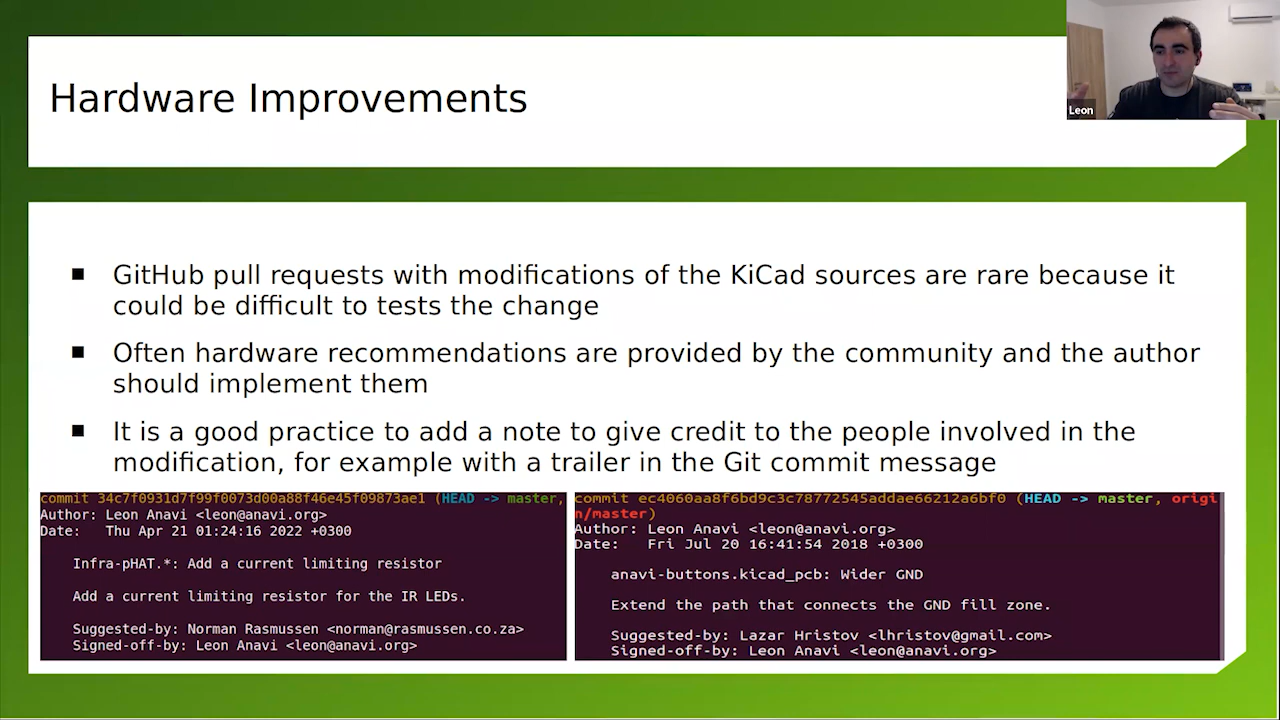 Hardware Improvements
Leon
GitHub pull requests with modifications of the KiCad sources are rare because it
could be difficult to tests the change
Often hardware recommendations are provided by the community and the author
should implement them
It is a good practice to add a note to give credit to the people involved in the
modification, for example with a trailer in the Git commit message
commit 34c7f0931d7f99f0073d00a88f46e45f09873ae1 (HEAD -> master,
Author: Leon Anavi <leon@anavi.org>
Date:   Thu Apr 21 01:24:16 2022 +0300
Infra-pHAT.*: Add a current limiting resistor
Add a current limiting resistor for the IR LEDs.
Suggested-by: Norman Rasmussen <norman@rasmussen.co.za>
Signed-off-by: Leon Anavi <leon@anavi.org>
commit ec4060aa8f6bd9c3c78772545addae66212a6bf0 (HEAD -> master, origi
n/master)
Author: Leon Anavi <leon@anavi.org>
Date:   Fri Jul 20 16:41:54 2018 +0300
anavi-buttons.kicad_pcb: Wider GND
Extend the path that connects the GND fill zone.
Suggested-by: Lazar Hristov <lhristov@gmail.com>
Signed-off-by: Leon Anavi <leon@anavi.org>